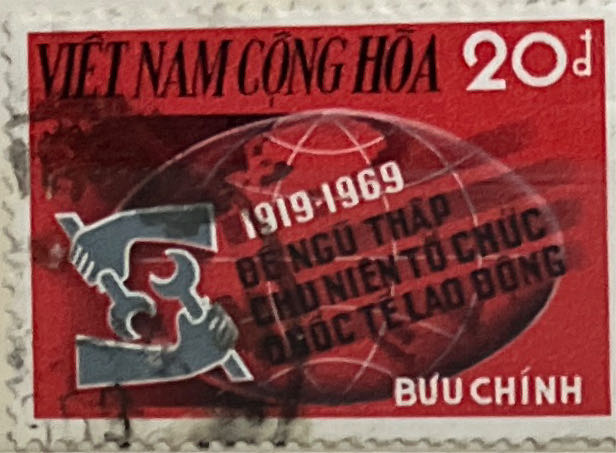 VIỆT NAM CỘNG HÒA 20đ
1919-1969
ĐỆ NGŨ THẬP
CHU NIÊN TỔ CHỨC
QUỐC TẾ LAO ĐỘNG
BƯU CHÍNH